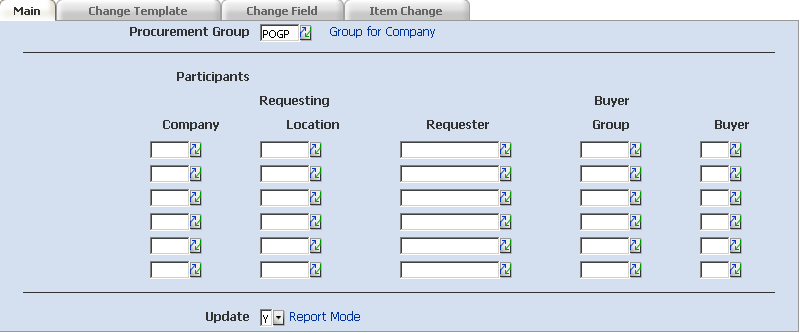 Main Change Template Change Field Item Change
Procurement Group POGP Group for Company
Participants
Requesting Buyer
Company Location Requester Group Buyer
Update Y Report Mode